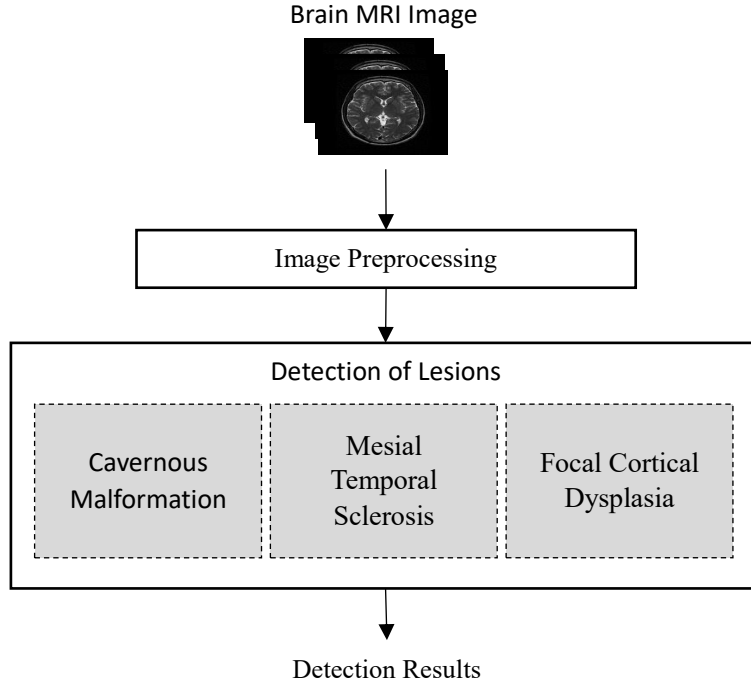 Brain MRI Image
Image Preprocessing
Detection of Lesions
Cavernous
Malformation
Mesial
Temporal
Sclerosis
Focal Cortical
Dysplasia
Detection Results